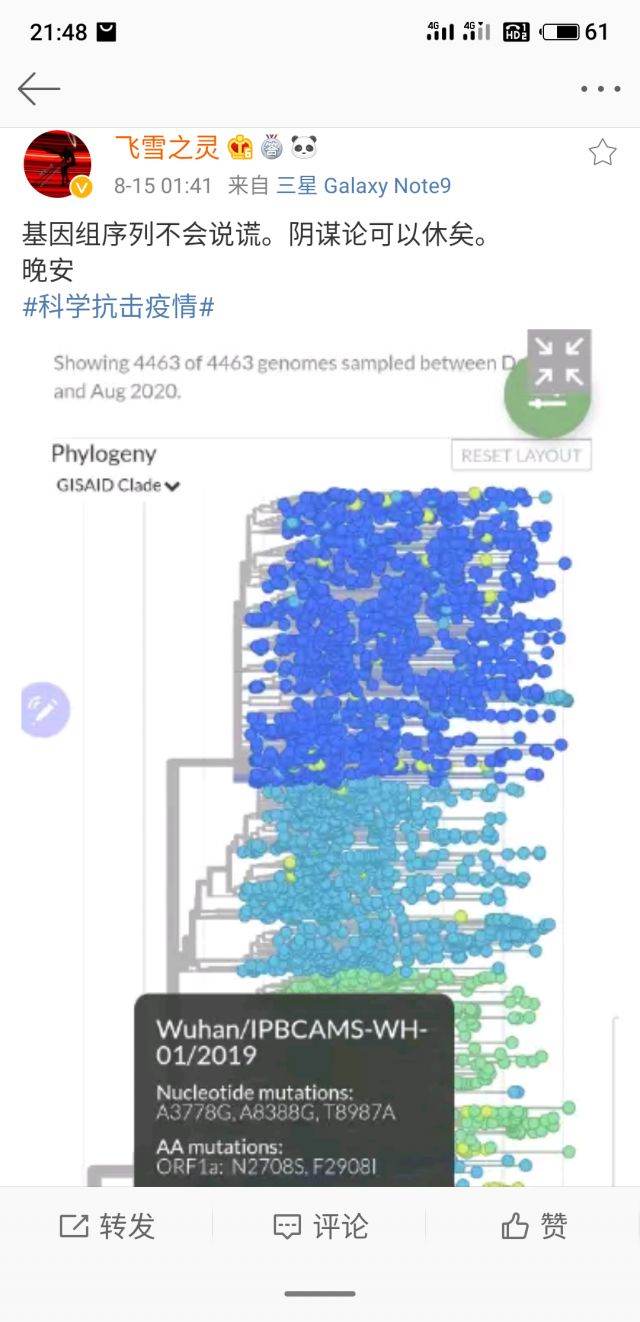 21:48
4G 4G HD 1 2 61
飞雪之灵
8-15 01:41 来自 三星 Galaxy Note9
基因组序列不会说谎。阴谋论可以休矣。
晚安
#科学抗击疫情#
Showing 4463 of 4463 genomes sampled between
and Aug 2020.
Phylogeny
RESET LAYOUT
GISAID Clade
Wuhan/IPBCAMS-WH-
01/2019
Nucleotide mutations:
A3778G, A8388G, T8987A
AA mutations:
ORF1a: N2708S, F2908I
转发 评论 赞